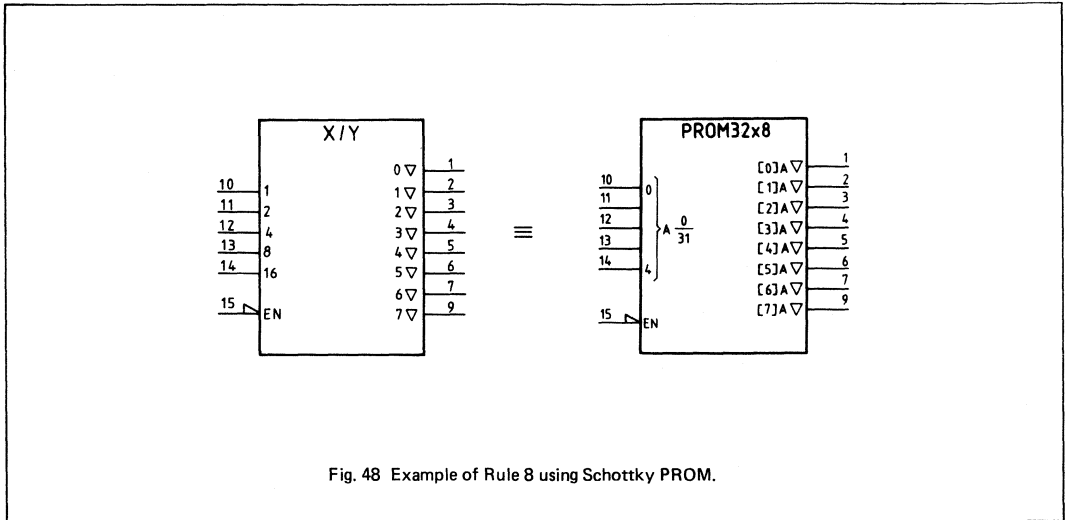 X/Y
10 1 0 ▽ 1
11 2 1 ▽ 2
12 4 2 ▽ 3
13 8 3 ▽ 4
14 16 4 ▽ 5
5 ▽ 6
6 ▽ 7
15 EN 7 ▽ 9
≡
PROM32x8
10 0 [0]A ▽ 1
11 [1]A ▽ 2
12 [2]A ▽ 3
13 [3]A ▽ 4
14 4 [4]A ▽ 5
A 0
31
[5]A ▽ 6
[6]A ▽ 7
15 EN [7]A ▽ 9
Fig. 48 Example of Rule 8 using Schottky PROM.